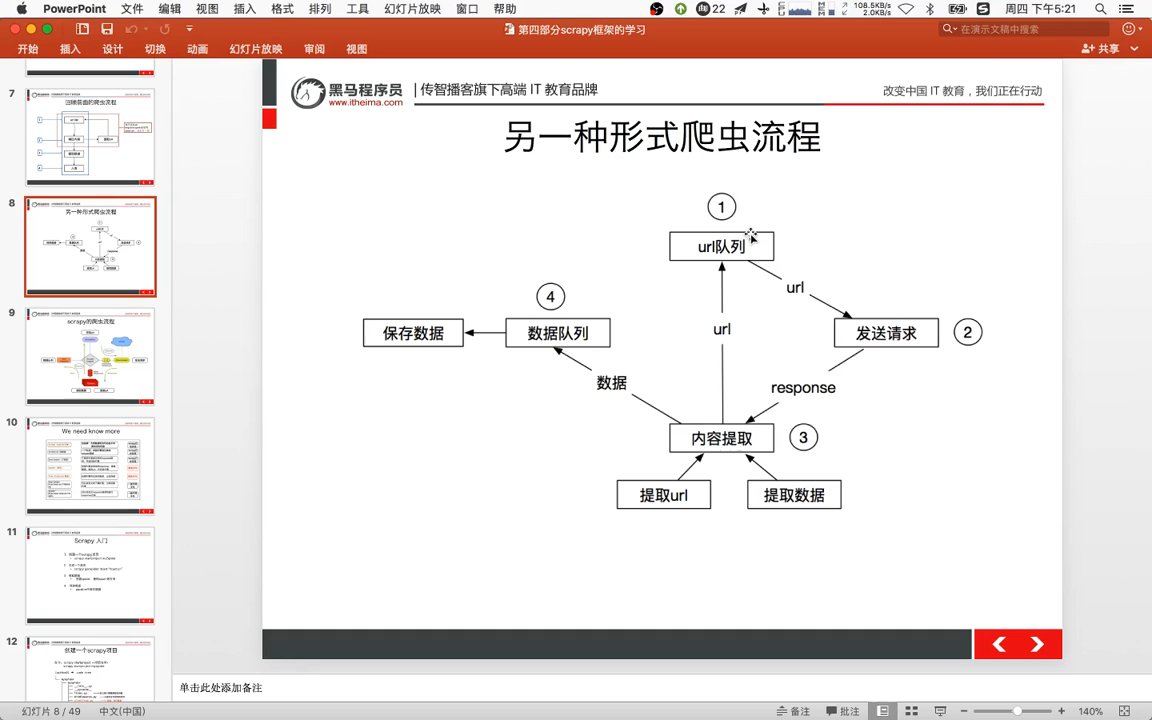 PowerPoint 文件 编辑 视图 插入 格式 排列 工具 幻灯片放映 窗口 帮助 22 108.5KB/s 2.0KB/s 周四 下午5:21
第四部分scrapy框架的学习
在演示文稿中搜索
开始 插入 设计 切换 动画 幻灯片放映 审阅 视图 共享
7
回顾前面的爬虫流程
8
另一种形式爬虫流程
9
scrapy的爬虫流程
10
We need know more
11
Scrapy 入门
12
创建一个scrapy项目
黑马程序员
www.itheima.com
传智播客旗下高端 IT 教育品牌
改变中国 IT 教育，我们正在行动
另一种形式爬虫流程
1
url队列
url
4
保存数据
数据队列
url
发送请求
2
数据
response
内容提取
3
提取url
提取数据
单击此处添加备注
幻灯片 8 / 49 中文(中国) 备注 批注 140%